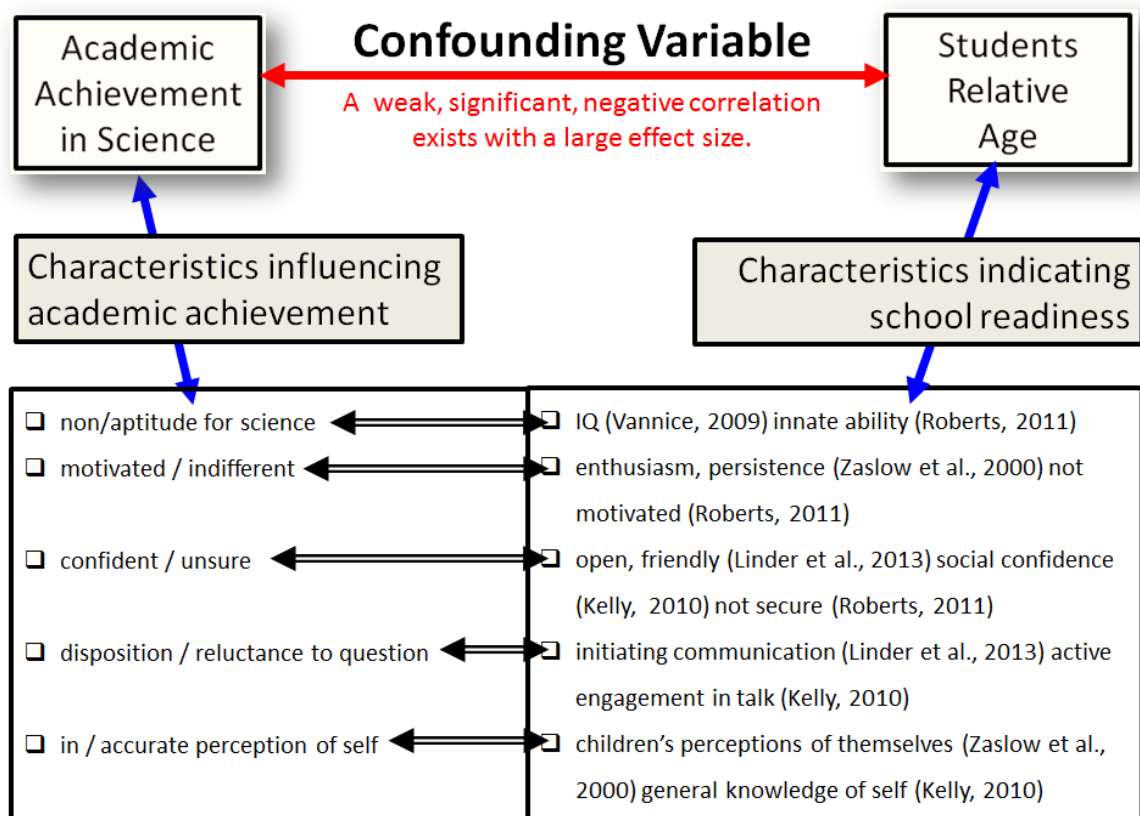 Academic
Achievement
in Science
Confounding Variable
A weak, significant, negative correlation
exists with a large effect size.
Students
Relative
Age
Characteristics influencing
academic achievement
Characteristics indicating
school readiness
non/aptitude for science
motivated / indifferent
confident / unsure
disposition / reluctance to question
in / accurate perception of self
IQ (Vannice, 2009) innate ability (Roberts, 2011)
enthusiasm, persistence (Zaslow et al., 2000) not
motivated (Roberts, 2011)
open, friendly (Linder et al., 2013) social confidence
(Kelly, 2010) not secure (Roberts, 2011)
initiating communication (Linder et al., 2013) active
engagement in talk (Kelly, 2010)
children’s perceptions of themselves (Zaslow et al.,
2000) general knowledge of self (Kelly, 2010)